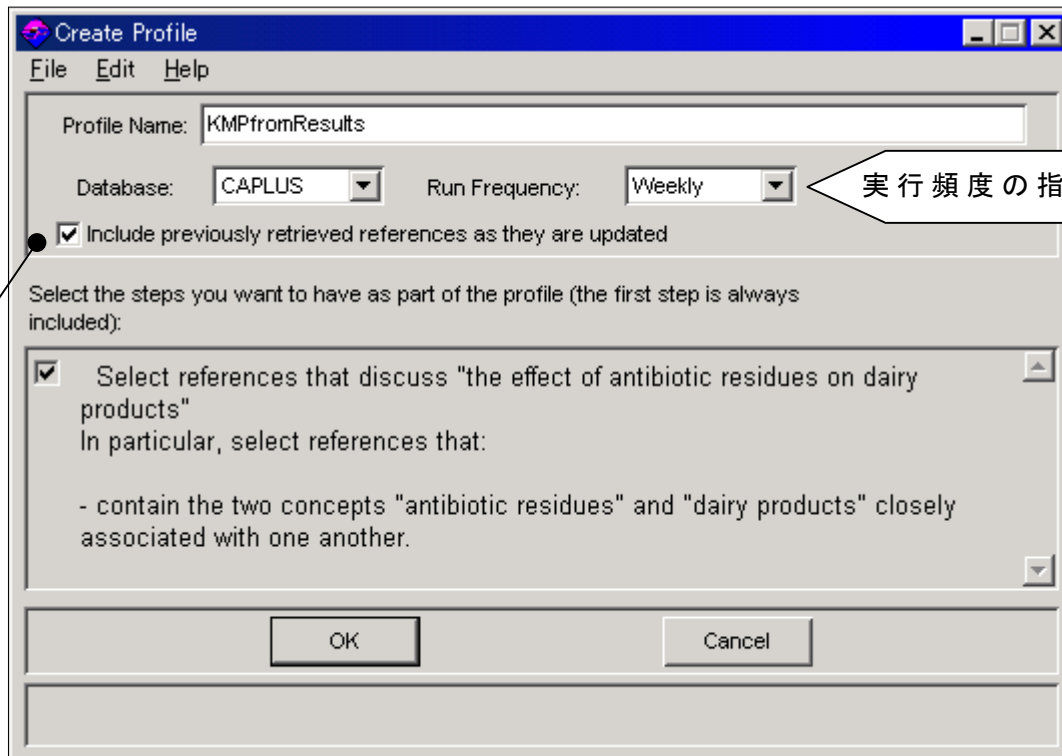 Create Profile
File Edit Help
Profile Name: KMPfromResults
Database: CAPLUS Run Frequency: Weekly
実行頻度の指
Include previously retrieved references as they are updated
Select the steps you want to have as part of the profile (the first step is always
included):
Select references that discuss "the effect of antibiotic residues on dairy
products"
In particular, select references that:
- contain the two concepts "antibiotic residues" and "dairy products" closely
associated with one another.
OK Cancel